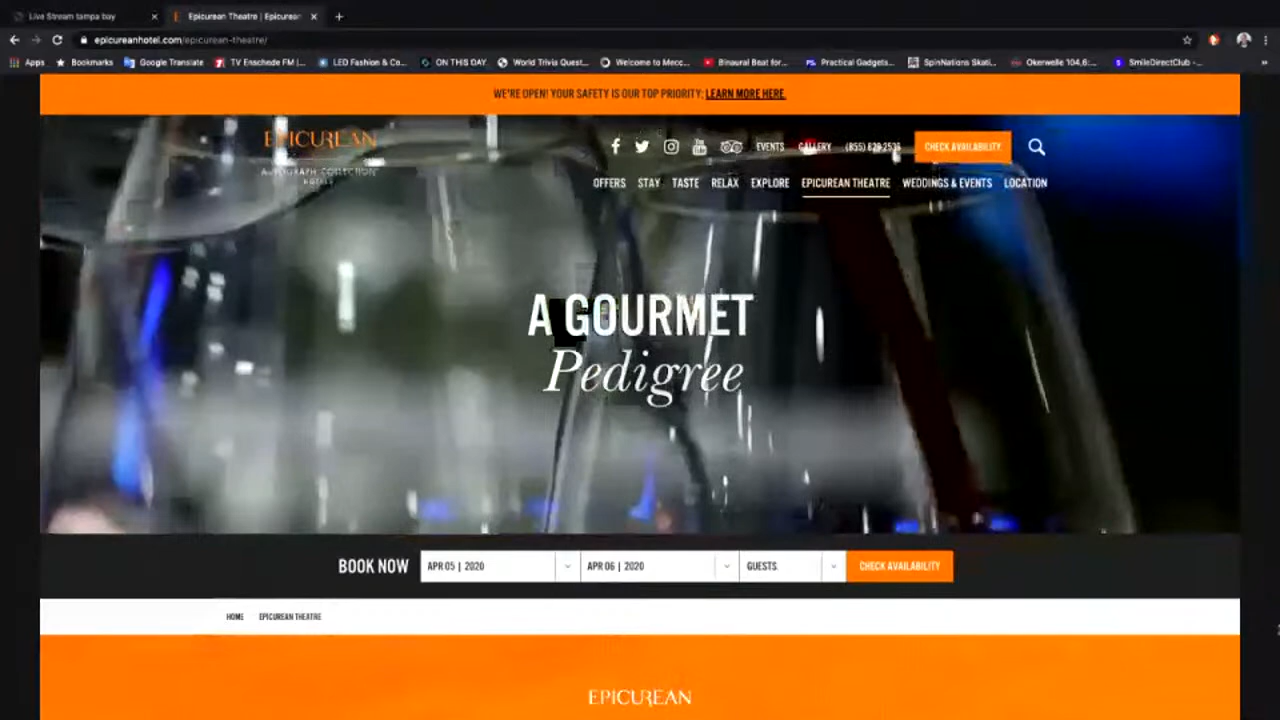 Live Stream tampa bay
Epicurean Theatre | Epicurean
epicureanhotel.com/epicurean-theatre/
Apps Bookmarks Google Translate TV Enschede FM |... LED Fashion & Co... ON THIS DAY World Trivia Quest... Welcome to Mecc... Binaural Beat for... Practical Gadgets... SpinNations Skati... Okerwelle 104,6:... SmileDirectClub -...
WE'RE OPEN! YOUR SAFETY IS OUR TOP PRIORITY; LEARN MORE HERE.
EPICUREAN
AUTOGRAPH COLLECTION
HOTELS
EVENTS GALLERY (855) 829-2536 CHECK AVAILABILITY
OFFERS STAY TASTE RELAX EXPLORE EPICUREAN THEATRE WEDDINGS & EVENTS LOCATION
A GOURMET
Pedigree
BOOK NOW APR 05 | 2020 APR 06 | 2020 GUESTS CHECK AVAILABILITY
HOME EPICUREAN THEATRE
EPICUREAN